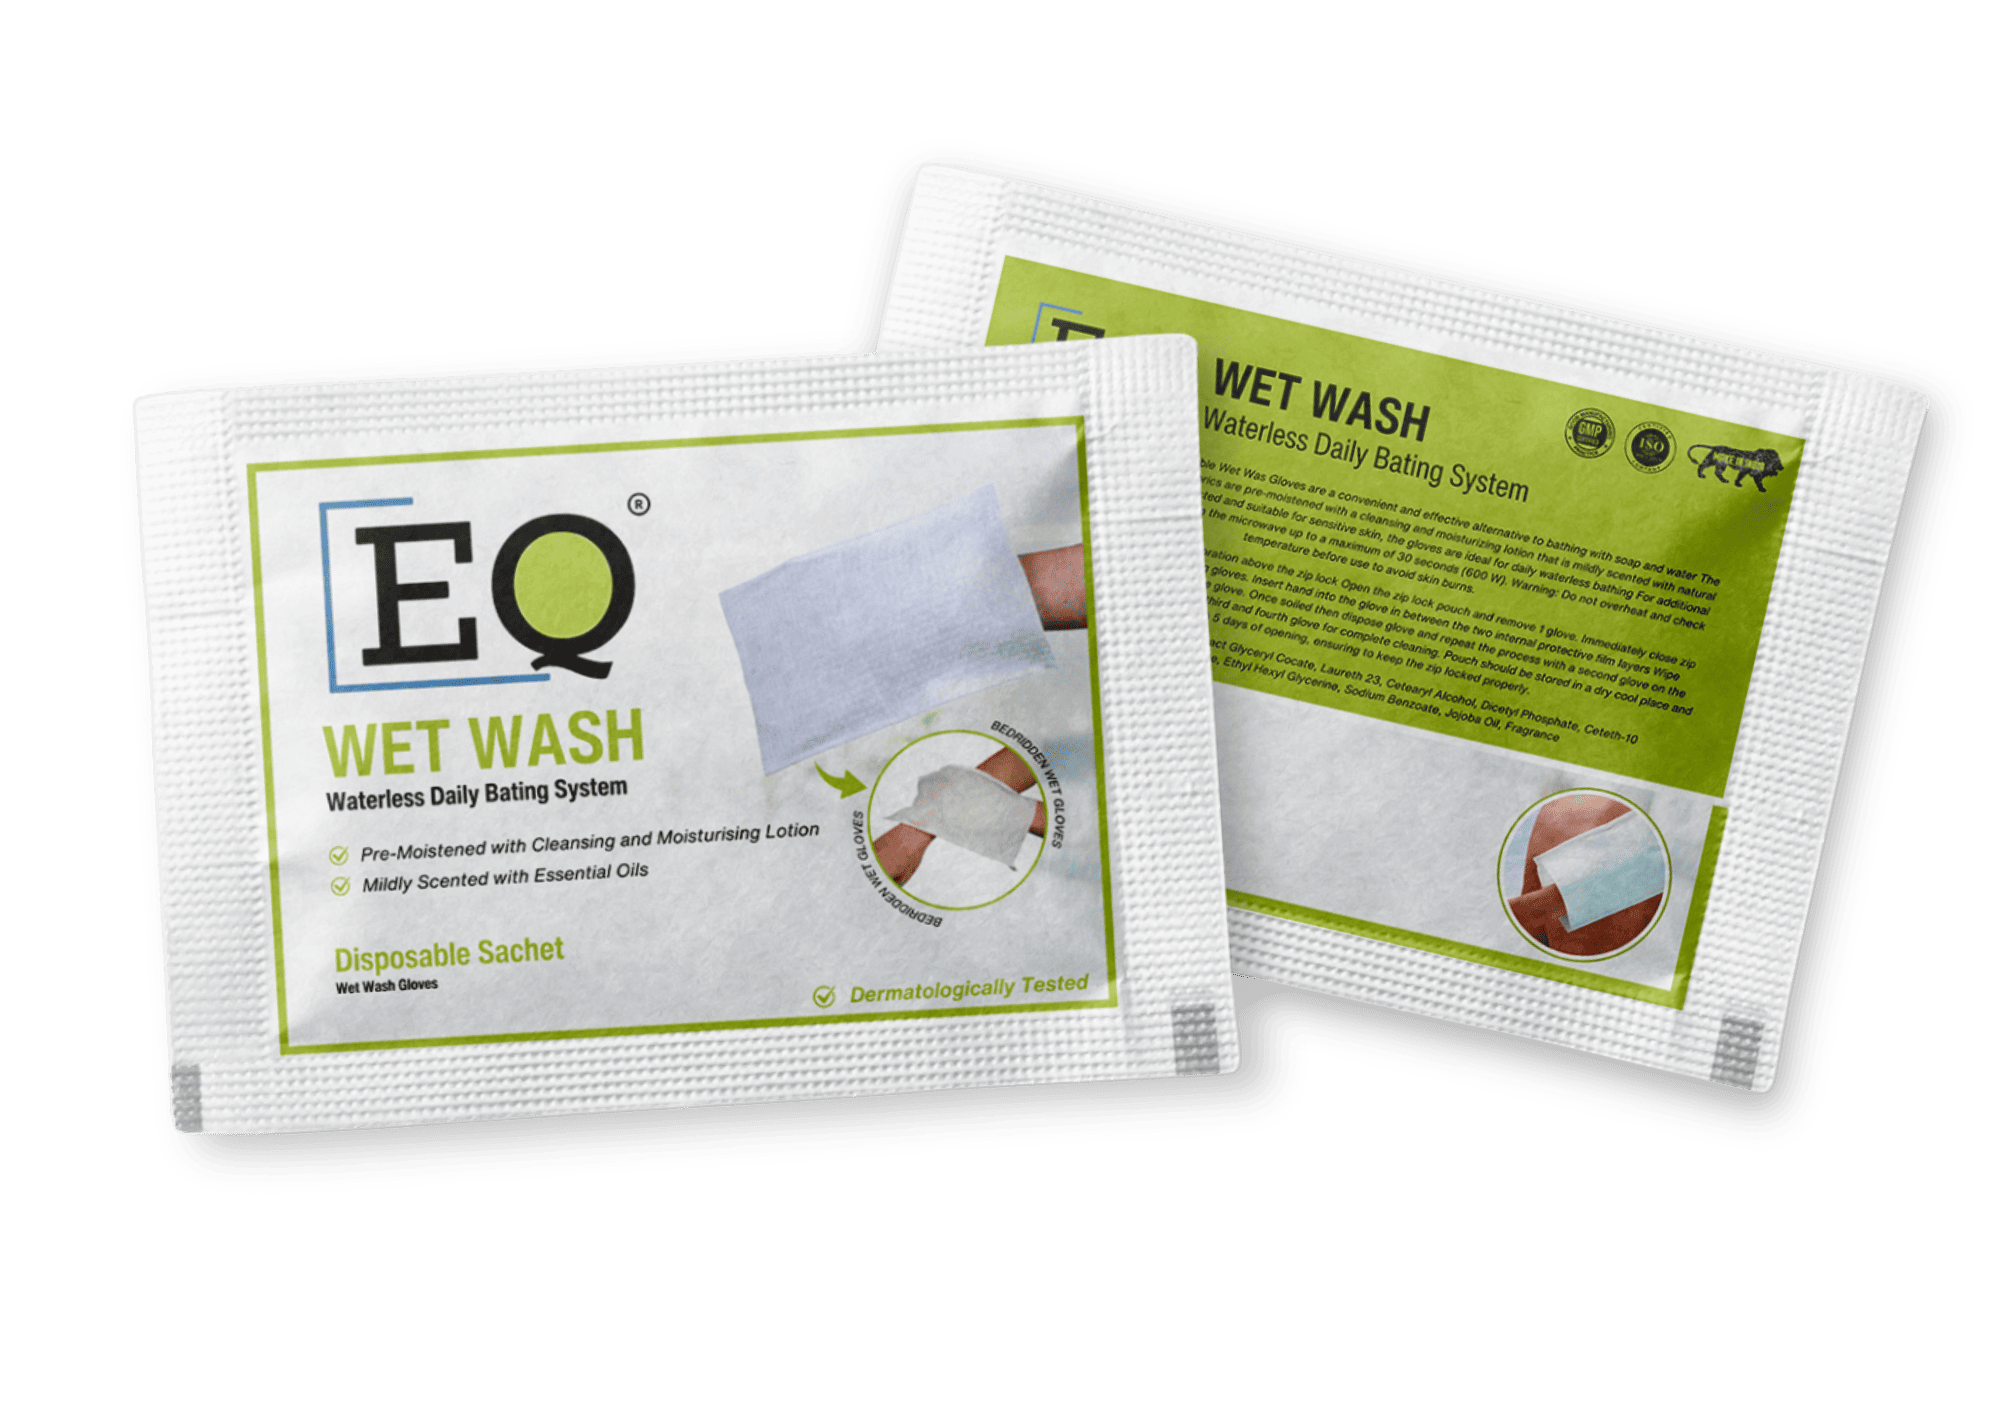 EQ®
WET WASH
Waterless Daily Bating System
Pre-Moistened with Cleansing and Moisturising Lotion
Mildly Scented with Essential Oils
Disposable Sachet
Wet Wash Gloves
BEDRIDDEN WET GLOVES
BEDRIDDEN WET GLOVES
Dermatologically Tested
E
WET WASH
Waterless Daily Bating System
GMP
CERTIFIED
CERTIFIED
ISO
COMPANY
MAKE IN INDIA
Wet Was Gloves are a convenient and effective alternative to bathing with soap and water The
are pre-moistened with a cleansing and moisturizing lotion that is mildly scented with natural
and suitable for sensitive skin, the gloves are ideal for daily waterless bathing For additional
the microwave up to a maximum of 30 seconds (600 W). Warning: Do not overheat and check
temperature before use to avoid skin burns.
above the zip lock Open the zip lock pouch and remove 1 glove. Immediately close zip
gloves. Insert hand into the glove in between the two internal protective film layers Wipe
glove. Once soiled then dispose glove and repeat the process with a second glove on the
third and fourth glove for complete cleaning. Pouch should be stored in a dry cool place and
5 days of opening, ensuring to keep the zip locked properly.
Glyceryl Cocate, Laureth 23, Cetearyl Alcohol, Dicetyl Phosphate, Ceteth-10
Ethyl Hexyl Glycerine, Sodium Benzoate, Jojoba Oil, Fragrance